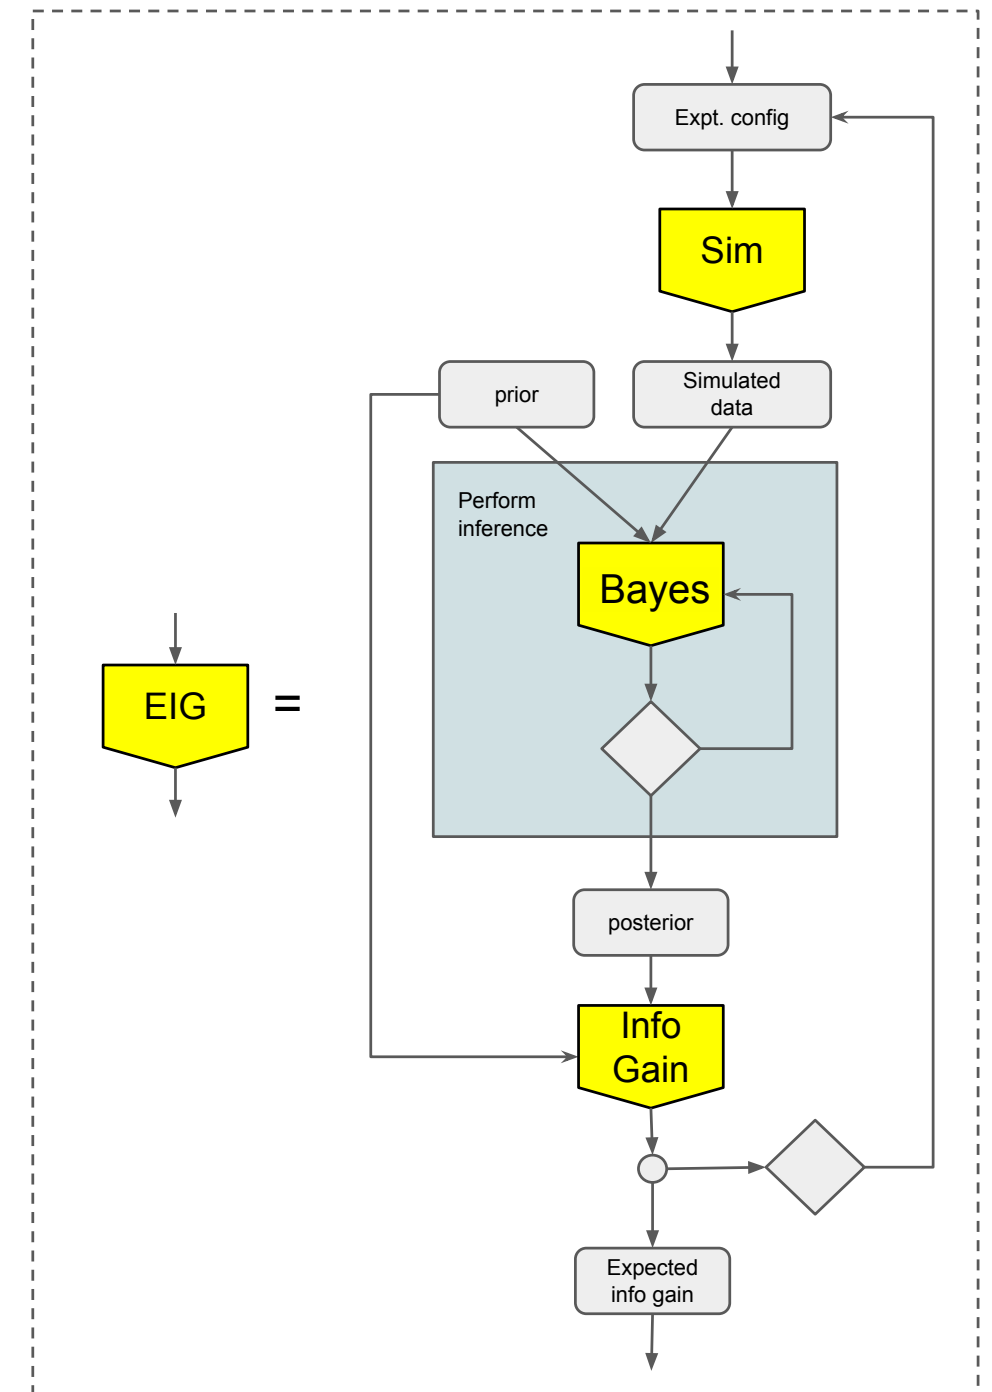 Expt. config
Sim
prior
Simulated
data
Perform
inference
Bayes
EIG
=
posterior
Info
Gain
Expected
info gain